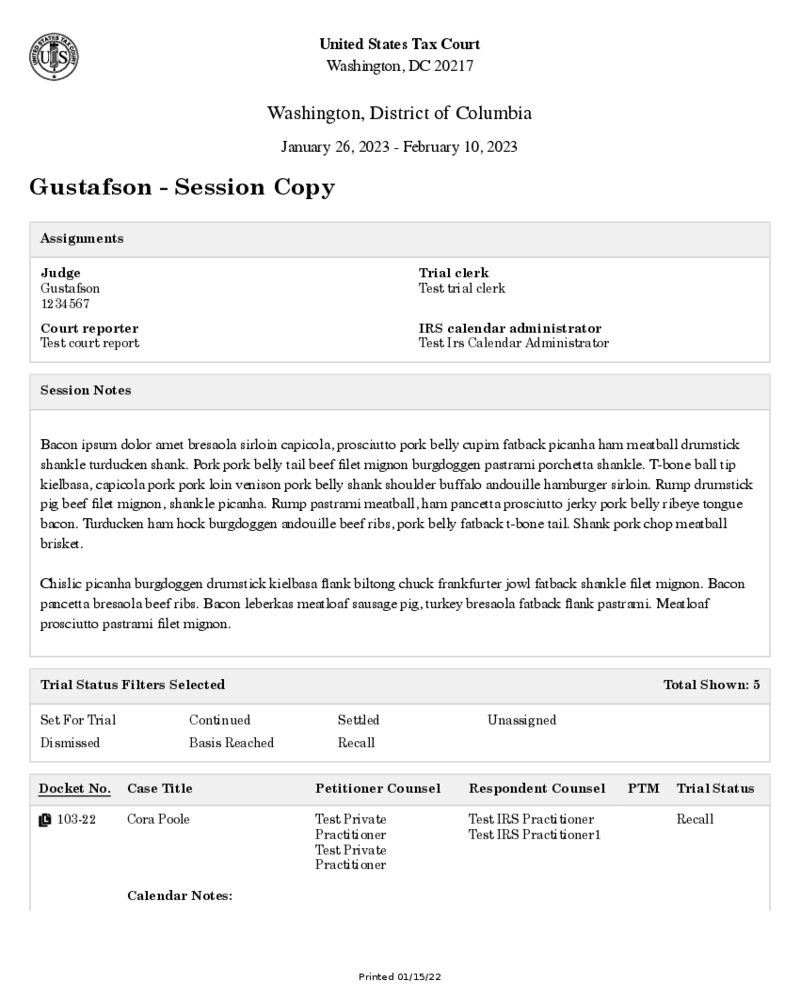 United States Tax Court
Washington, DC 20217
Washington, District of Columbia
January 26, 2023 - February 10, 2023
Gustafson - Session Copy
Assignments
Judge
Gustafson
1234567
Trial clerk
Test trial clerk
Court reporter
Test court report
IRS calendar administrator
Test Irs Calendar Administrator
Session Notes
Bacon ipsum dolor amet bresaola sirloin capicola, prosciutto pork belly cupim fatback picanha ham meatball drumstick
shankle turducken shank. Pork pork belly tail beef filet mignon burgdoggen pastrami porchetta shankle. T-bone ball tip
kielbasa, capicola pork pork loin venison pork belly shank shoulder buffalo andouille hamburger sirloin. Rump drumstick
pig beef filet mignon, shankle picanha. Rump pastrami meatball, ham pancetta prosciutto jerky pork belly ribeye tongue
bacon. Turducken ham hock burgdoggen andouille beef ribs, pork belly fatback t-bone tail. Shank pork chop meatball
brisket.
Chislic picanha burgdoggen drumstick kielbasa flank biltong chuck frankfurter jowl fatback shankle filet mignon. Bacon
pancetta bresaola beef ribs. Bacon leberkas meatloaf sausage pig, turkey bresaola fatback flank pastrami. Meatloaf
prosciutto pastrami filet mignon.
Trial Status Filters Selected Total Shown: 5
Set For Trial Continued Settled Unassigned
Dismissed Basis Reached Recall
Docket No. Case Title Petitioner Counsel Respondent Counsel PTM Trial Status
103-22 Cora Poole Test Private Test IRS Practitioner Recall
Practitioner Test IRS Practitioner1
Test Private
Practitioner
Calendar Notes:
Printed 01/15/22